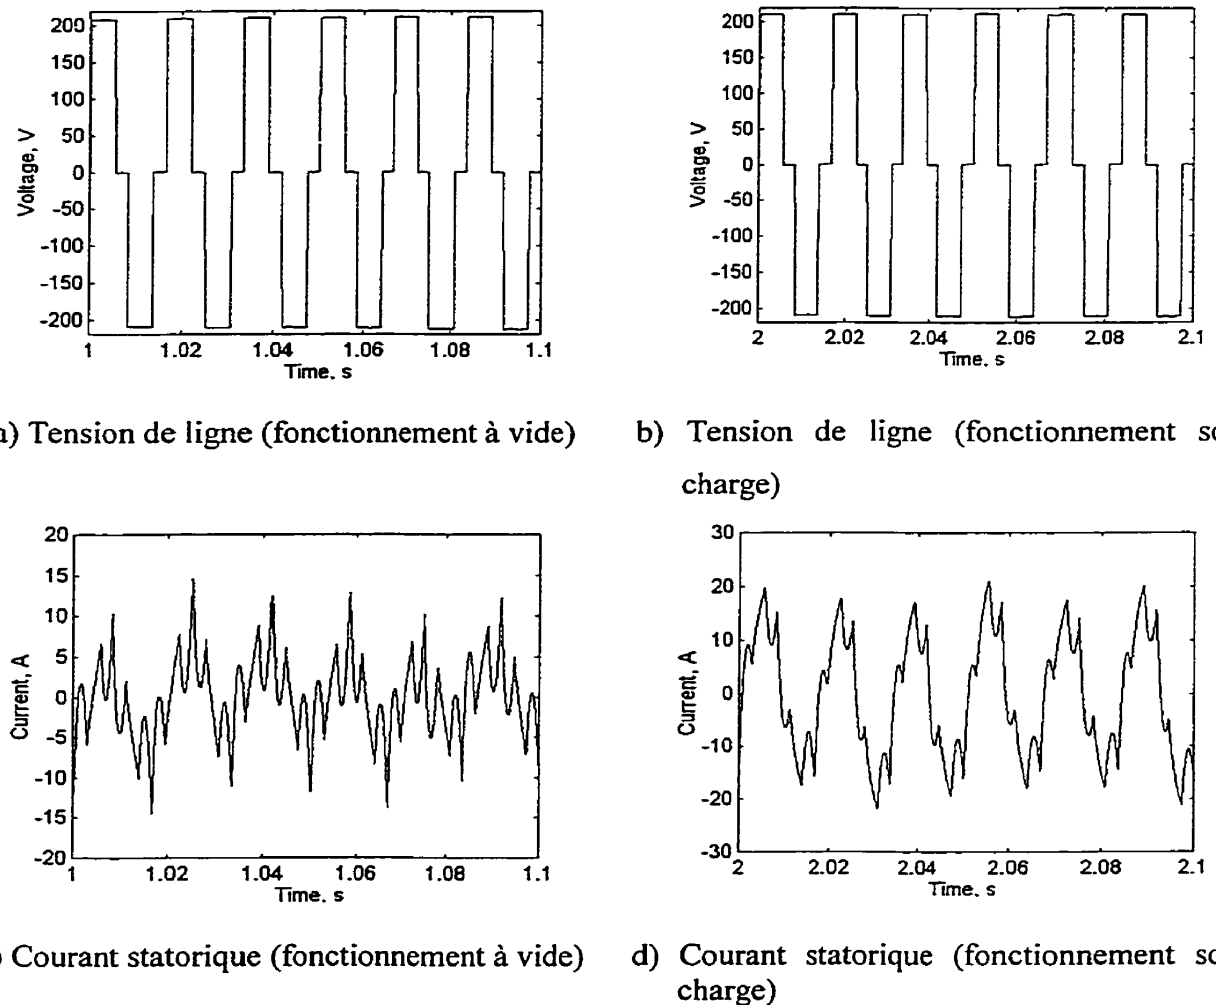 200
150
100
50
0
-50
-100
-150
-200
Voltage, V
1 1.02 1.04 1.06 1.08 1.1
Time, s
200
150
100
50
0
-50
-100
-150
-200
Voltage, V
2 2.02 2.04 2.06 2.08 2.1
Time, s
) Tension de ligne (fonctionnement à vide)
b) Tension de ligne (fonctionnement so
charge)
20
15
10
5
0
-5
-10
-15
-20
Current, A
1 1.02 1.04 1.06 1.08 1.1
Time, s
30
20
10
0
-10
-20
-30
Current, A
2 2.02 2.04 2.06 2.08 2.1
Time, s
) Courant statorique (fonctionnement à vide)
d) Courant statorique (fonctionnement so
charge)